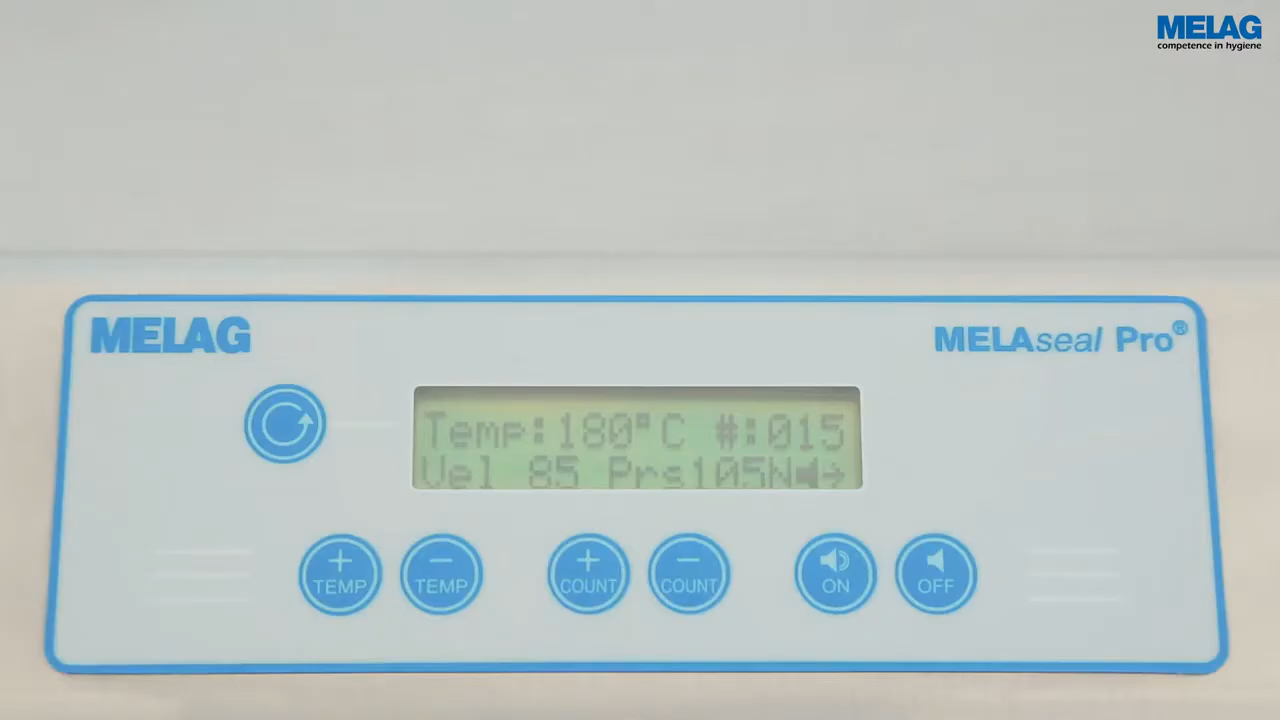 MELAG
competence in hygiene
MELAG
MELAseal Pro®
Temp:180°C #:015
Vel 85 Prs105N
+ TEMP
− TEMP
+ COUNT
− COUNT
ON
OFF